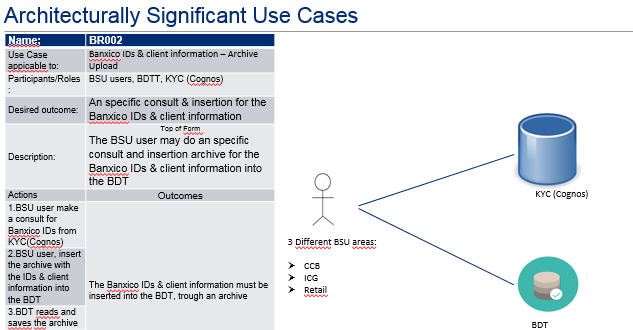 Architecturally Significant Use Cases
Name: BR002
Use Case Banxico IDs & client information – Archive
appicable to: Upload
Participants/Roles BSU users, BDTT, KYC (Cognos)
:
Desired outcome: An specific consult & insertion for the
Banxico IDs & client information
Top of Form
Description: The BSU user may do an specific
consult and insertion archive for the
Banxico IDs & client information into
the BDT
Actions Outcomes
1.BSU user make
a consult for
Banxico IDs from
KYC(Cognos)
2.BSU user, insert
the archive with
the IDs & client
information into
the BDT
3.BDT reads and
saves the archive
The Banxico IDs & client information must be
inserted into the BDT, trough an archive
KYC (Cognos)
3 Different BSU areas:
➤ CCB
➤ ICG
➤ Retail
BDT